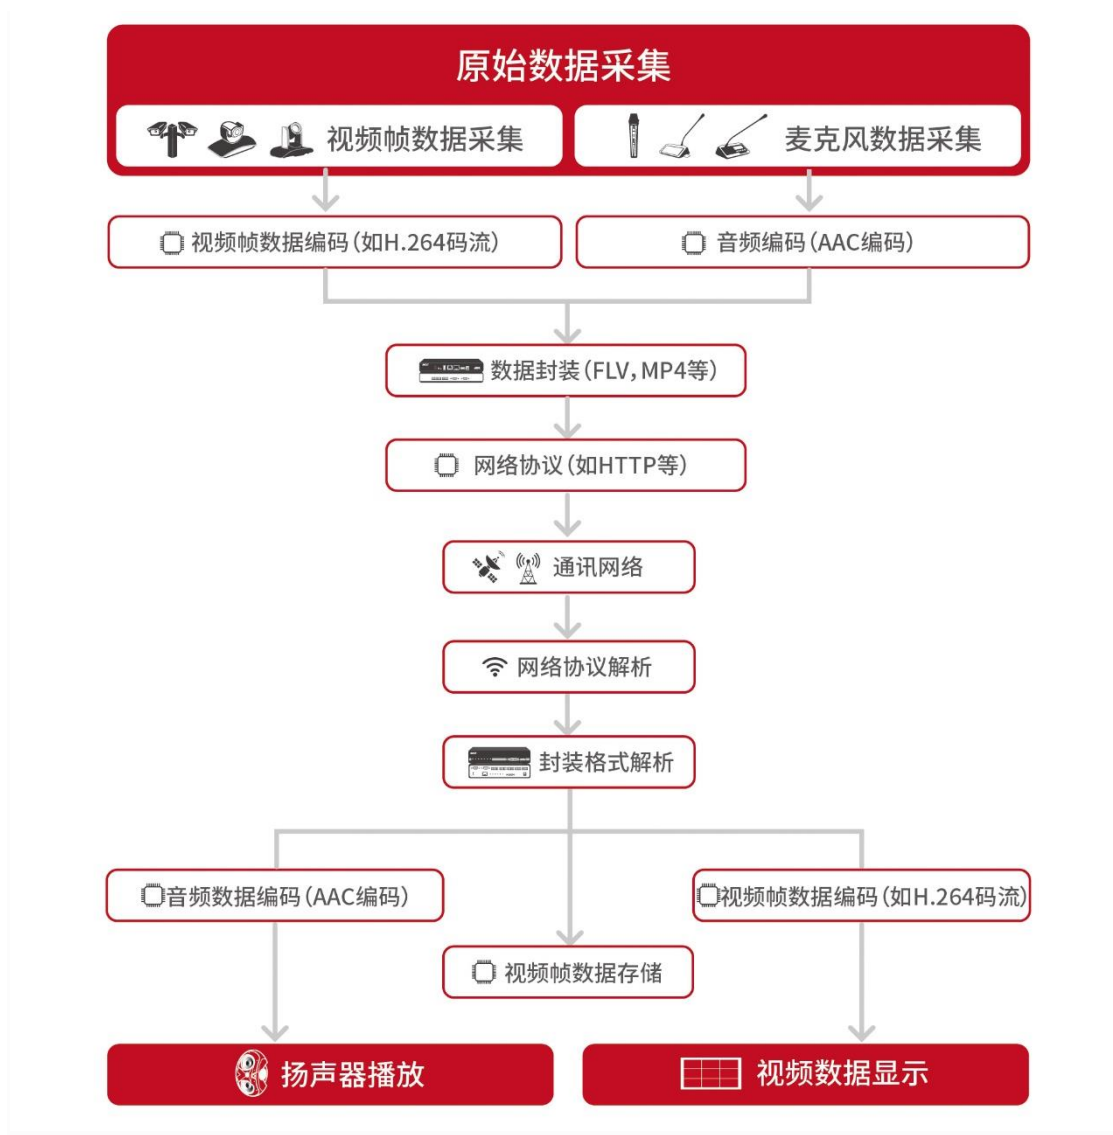 原始数据采集
视频帧数据采集
麦克风数据采集
视频帧数据编码(如H.264码流)
音频编码(AAC编码)
数据封装(FLV,MP4等)
网络协议(如HTTP等)
通讯网络
网络协议解析
封装格式解析
音频数据编码(AAC编码)
视频帧数据编码(如H.264码流)
视频帧数据存储
扬声器播放
视频数据显示